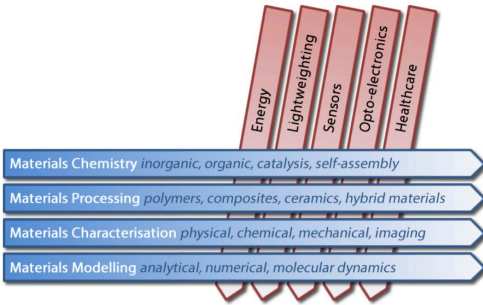 Energy
Lightweighting
Sensors
Opto-electronics
Healthcare
Materials Chemistry inorganic, organic, catalysis, self-assembly
Materials Processing polymers, composites, ceramics, hybrid materials
Materials Characterisation physical, chemical, mechanical, imaging
Materials Modelling analytical, numerical, molecular dynamics